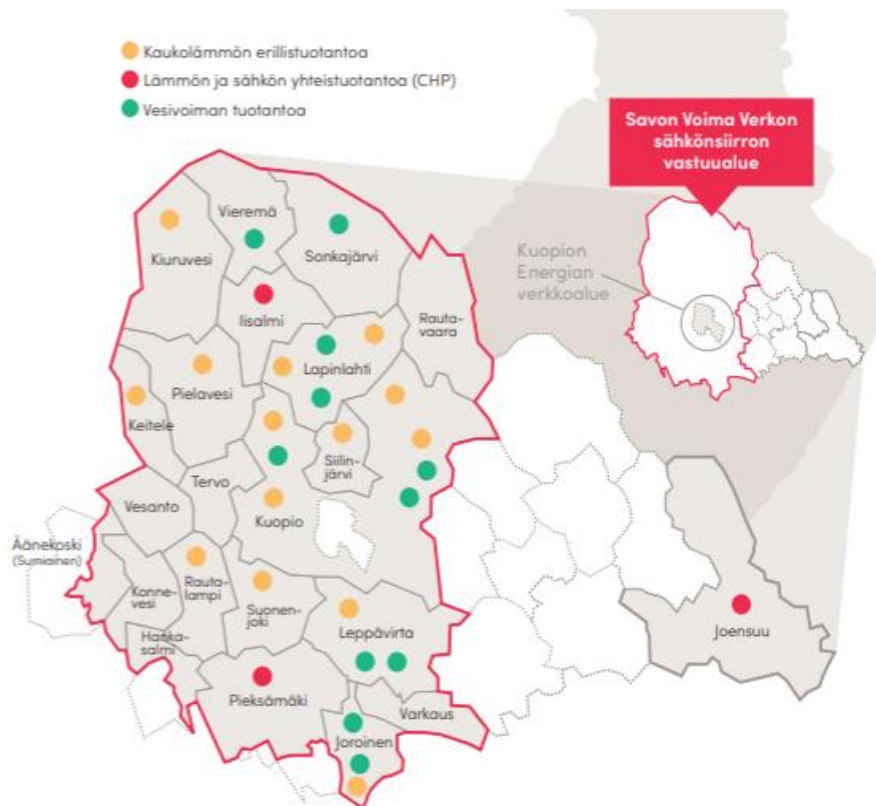 Kaukolämmön erillistuotantoa
Lämmön ja sähkön yhteistuotantoa (CHP)
Vesivoiman tuotantoa
Savon Voima Verkon
sähkönsiirron
vastuualue
Kuopion
Energian
verkkoalue
Vieremä
Kiuruvesi
Sonkajärvi
Iisalmi
Rauta-
vaara
Lapinlahti
Pielavesi
Keitele
Siilin-
järvi
Tervo
Vesanto
Kuopio
Äänekoski
(Sumiainen)
Konne-
vesi
Rauta-
lampi
Suonen-
joki
Hanka-
salmi
Leppävirta
Joensuu
Pieksämäki
Varkaus
Joroinen